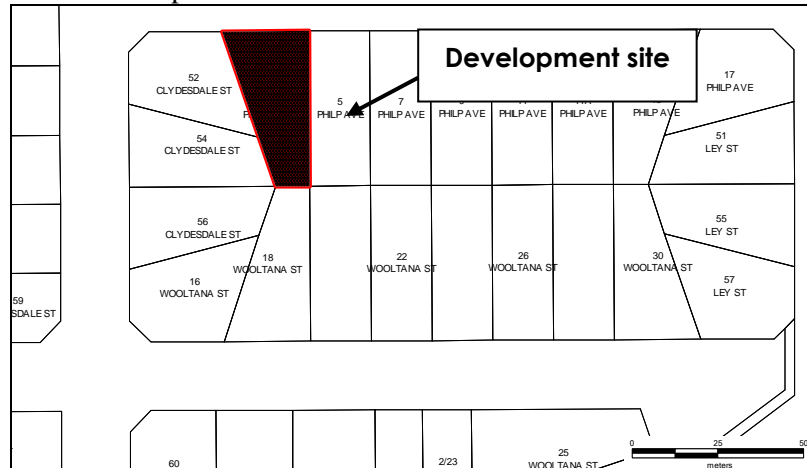 Development site
52
CLYDESDALE ST
P
5
PHILP AVE
7
PHILP AVE
PHILP AVE
PHILP AVE
PHILP AVE
PHILP AVE
17
PHILP AVE
54
CLYDESDALE ST
51
LEY ST
56
CLYDESDALE ST
18
WOOLTANA ST
22
WOOLTANA ST
26
WOOLTANA ST
30
WOOLTANA ST
55
LEY ST
16
WOOLTANA ST
57
LEY ST
59
SDALE ST
60
2/23
25
WOOLTANA ST
0 25 50
meters